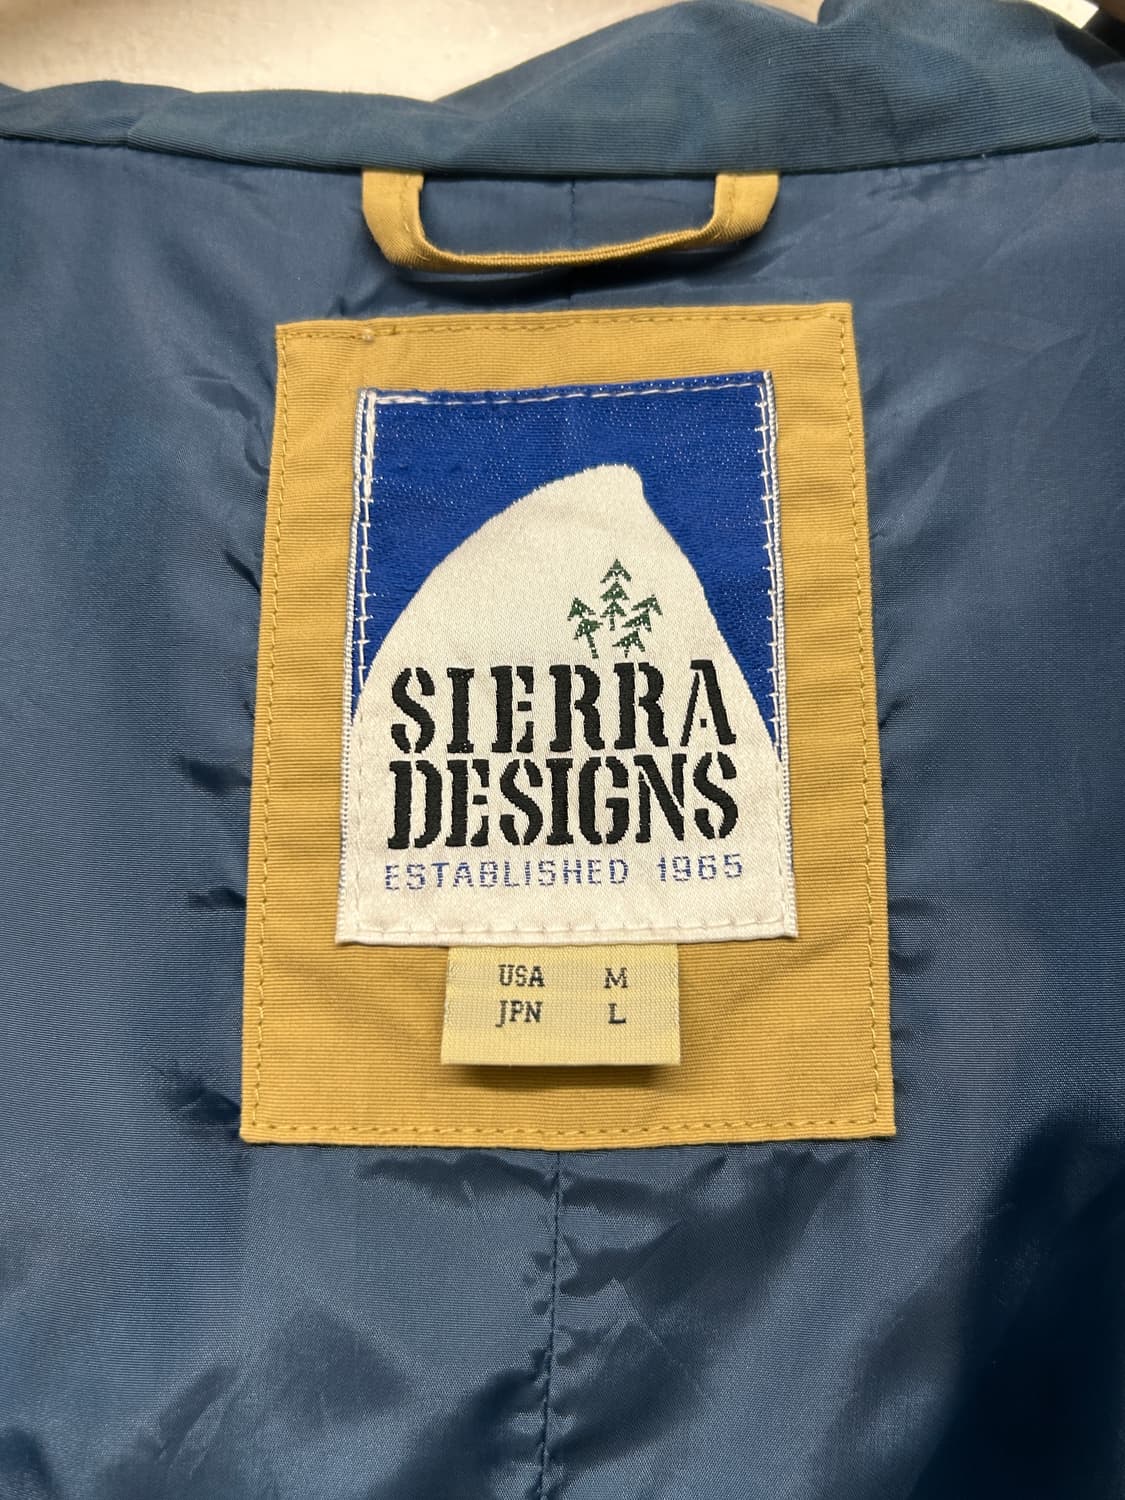 SIERRA
DESIGNS
ESTABLISHED 1965
USA M
JPN L